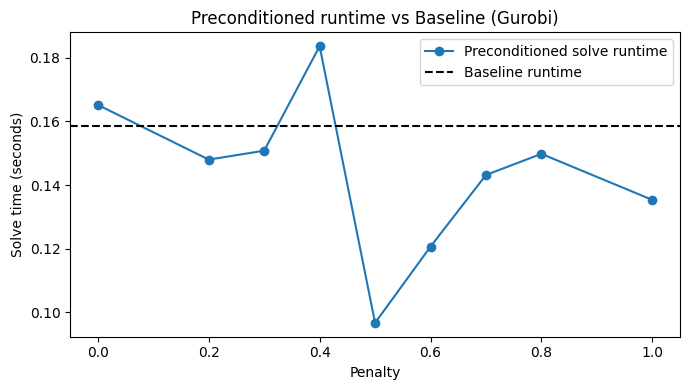 Preconditioned runtime vs Baseline (Gurobi)
Preconditioned solve runtime
Baseline runtime
Solve time (seconds)
0.18
0.16
0.14
0.12
0.10
0.0
0.2
0.4
0.6
0.8
1.0
Penalty